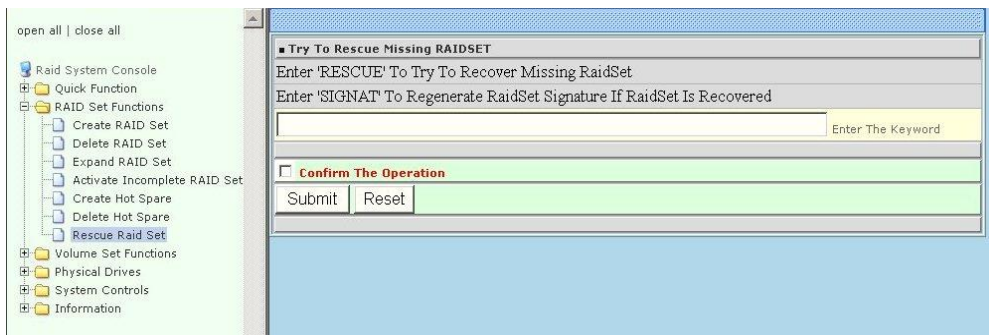 open all | close all
Raid System Console
Quick Function
RAID Set Functions
Create RAID Set
Delete RAID Set
Expand RAID Set
Activate Incomplete RAID Set
Create Hot Spare
Delete Hot Spare
Rescue Raid Set
Volume Set Functions
Physical Drives
System Controls
Information
Try To Rescue Missing RAIDSET
Enter 'RESCUE' To Try To Recover Missing RaidSet
Enter 'SIGNAT' To Regenerate RaidSet Signature If RaidSet Is Recovered
Enter The Keyword
Confirm The Operation
Submit Reset